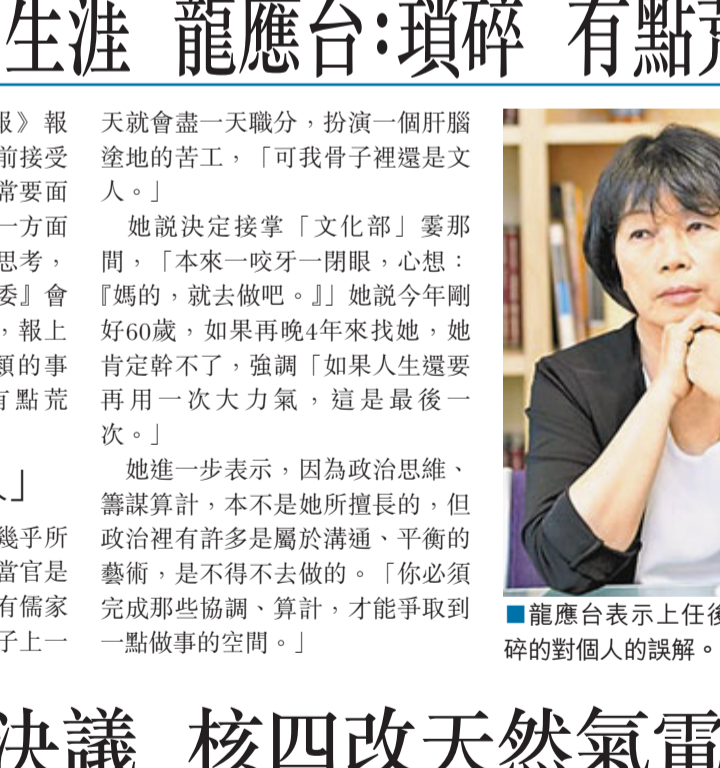 生涯 龍應台:瑣碎 有點荒
報》報
前接受
常要面
一方面
思考，
委』會
，報上
類的事
有點荒
人」
幾乎所
當官是
有儒家
子上一
天就會盡一天職分，扮演一個肝腦
塗地的苦工，「可我骨子裡還是文
人。」
她説決定接掌「文化部」霎那
間，「本來一咬牙一閉眼，心想：
『媽的，就去做吧。』」她説今年剛
好60歲，如果再晚4年來找她，她
肯定幹不了，強調「如果人生還要
再用一次大力氣，這是最後一
次。」
她進一步表示，因為政治思維、
籌謀算計，本不是她所擅長的，但
政治裡有許多是屬於溝通、平衡的
藝術，是不得不去做的。「你必須
完成那些協調、算計，才能爭取到
一點做事的空間。」
■龍應台表示上任後
碎的對個人的誤解。
決議 核四改天然氣電